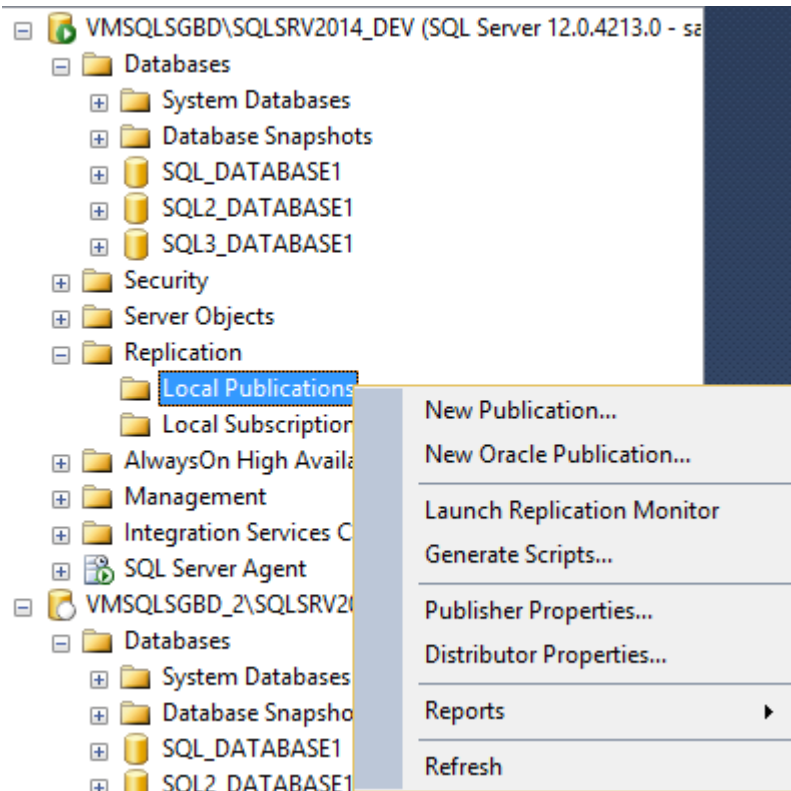 VMSQLSGBD\SQLSRV2014_DEV (SQL Server 12.0.4213.0 - sa
Databases
System Databases
Database Snapshots
SQL_DATABASE1
SQL2_DATABASE1
SQL3_DATABASE1
Security
Server Objects
Replication
Local Publications
Local Subscription
AlwaysOn High Availa
Management
Integration Services C
SQL Server Agent
VMSQLSGBD_2\SQLSRV20
Databases
System Databases
Database Snapsho
SQL_DATABASE1
SQL2_DATABASE1
New Publication...
New Oracle Publication...
Launch Replication Monitor
Generate Scripts...
Publisher Properties...
Distributor Properties...
Reports
Refresh